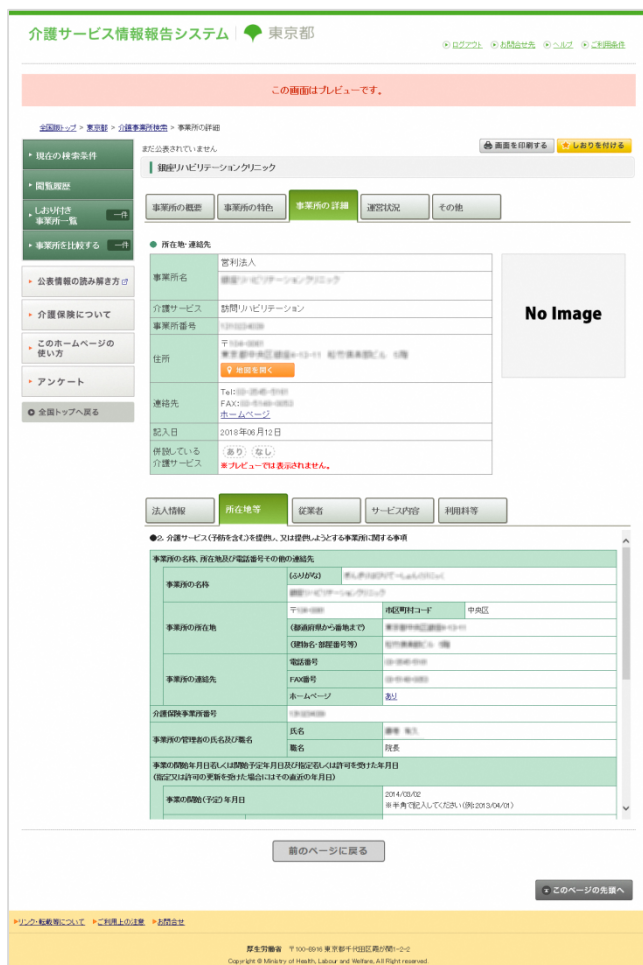 介護サービス情報報告システム 東京都
ログアウト お問合せ先 ヘルプ ご利用条件
この画面はプレビューです。
全国版トップ > 東京都 > 介護事業所検索 > 事業所の詳細
現在の検索条件
閲覧履歴
しおり付き
事業所一覧
一件
事業所を比較する 一件
公表情報の読み解き方
介護保険について
このホームページの
使い方
アンケート
全国トップへ戻る
まだ公表されていません
画面を印刷する しおりを付ける
銀座リハビリテーションクリニック
事業所の概要 事業所の特色 事業所の詳細 運営状況 その他
● 所在地・連絡先
事業所名
営利法人
介護サービス 訪問リハビリテーション
事業所番号
住所
〒
地図を開く
連絡先
Tel:
FAX:
ホームページ
記入日 2018年06月12日
併設している
介護サービス
あり なし
※プレビューでは表示されません。
No Image
法人情報 所在地等 従業者 サービス内容 利用料等
●2. 介護サービス(予防を含む)を提供し、又は提供しようとする事業所に関する事項
事業所の名称、所在地及び電話番号その他の連絡先
事業所の名称
(ふりがな)
事業所の所在地
〒
市区町村コード 中央区
(都道府県から番地まで)
(建物名・部屋番号等)
事業所の連絡先
電話番号
FAX番号
ホームページ あり
介護保険事業所番号
事業所の管理者の氏名及び職名
氏名
職名 院長
事業の開始年月日若しくは開始予定年月日及び指定若しくは許可を受けた年月日
(指定又は許可の更新を受けた場合にはその直近の年月日)
事業の開始(予定)年月日
2014/03/02
※半角で記入してください(例:2013/04/01)
前のページに戻る
このページの先頭へ
リンク・転載等について ご利用上の注意 お問合せ
厚生労働省 〒100-8916 東京都千代田区霞が関1-2-2
Copyright © Ministry of Health, Labour and Welfare, All Right reserved.